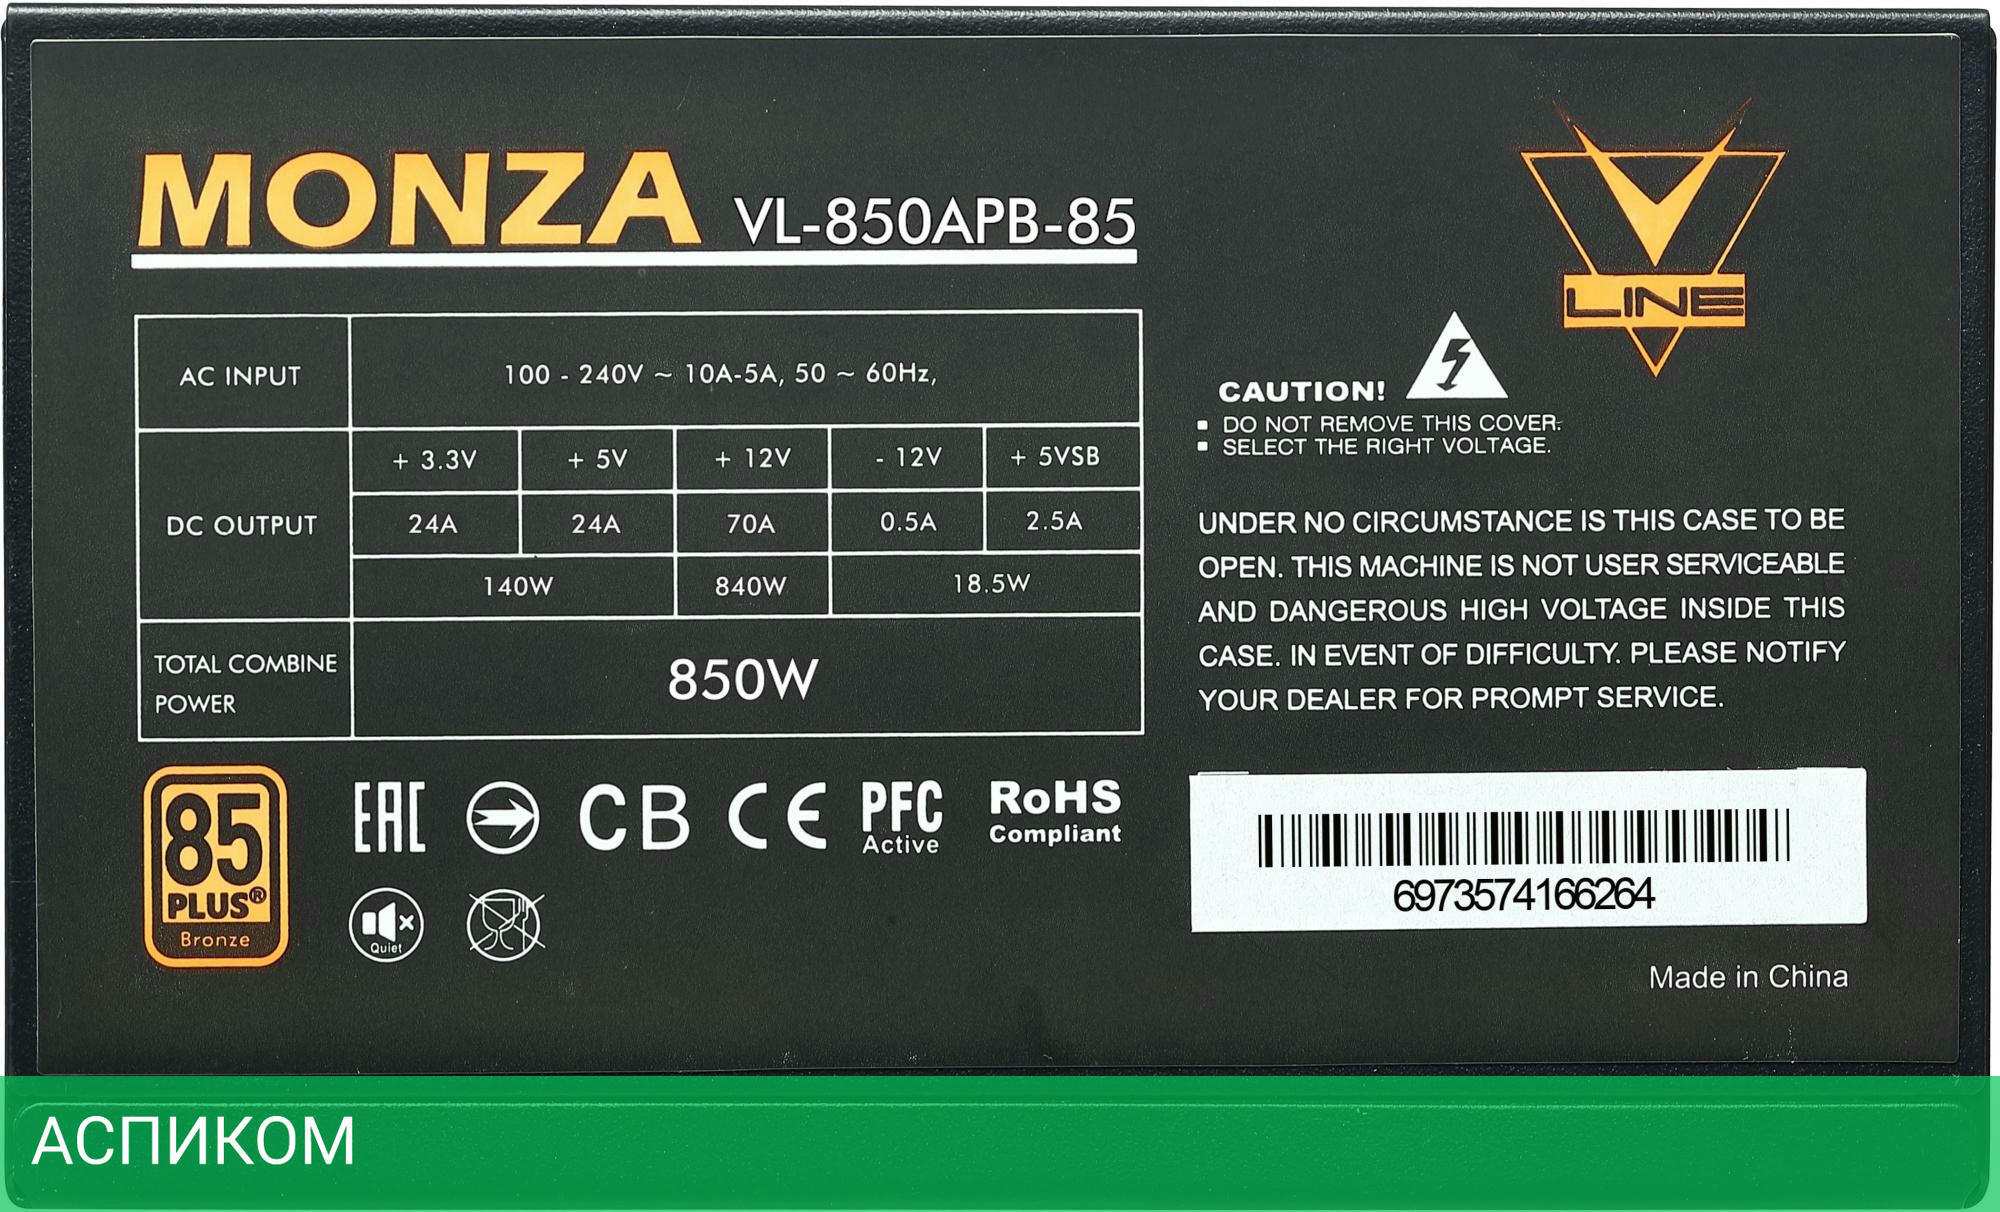 MONZA VL-850APB-85
LINE
AC INPUT 100 - 240V ~ 10A-5A, 50 ~ 60Hz,
DC OUTPUT
+ 3.3V + 5V + 12V - 12V + 5VSB
24A 24A 70A 0.5A 2.5A
140W 840W 18.5W
TOTAL COMBINE
POWER
850W
CAUTION!
▪ DO NOT REMOVE THIS COVER.
▪ SELECT THE RIGHT VOLTAGE.
UNDER NO CIRCUMSTANCE IS THIS CASE TO BE
OPEN. THIS MACHINE IS NOT USER SERVICEABLE
AND DANGEROUS HIGH VOLTAGE INSIDE THIS
CASE. IN EVENT OF DIFFICULTY. PLEASE NOTIFY
YOUR DEALER FOR PROMPT SERVICE.
85
PLUS®
Bronze
EAC
CB
CE
PFC
Active
RoHS
Compliant
Quiet
6973574166264
Made in China
АСПИКОМ